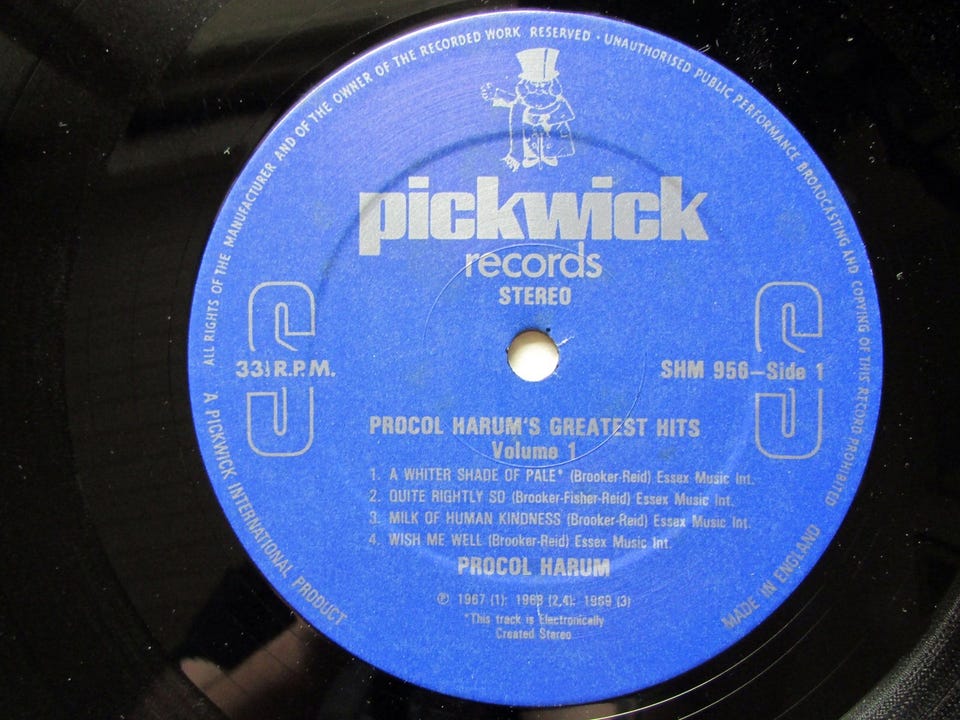 ALL RIGHTS OF THE MANUFACTURER AND OF THE OWNER OF THE RECORDED WORK RESERVED · UNAUTHORISED PUBLIC PERFORMANCE BROADCASTING AND COPYING OF THIS RECORD PROHIBITED
pickwick
records
STEREO
S S
33⅓ R.P.M.
SHM 956–Side 1
PROCOL HARUM'S GREATEST HITS
Volume 1
1. A WHITER SHADE OF PALE* (Brooker-Reid) Essex Music Int.
2. QUITE RIGHTLY SO (Brooker-Fisher-Reid) Essex Music Int.
3. MILK OF HUMAN KINDNESS (Brooker-Reid) Essex Music Int.
4. WISH ME WELL (Brooker-Reid) Essex Music Int.
PROCOL HARUM
℗ 1967 (1): 1968 (2,4): 1969 (3)
*This track is Electronically
Created Stereo
A PICKWICK INTERNATIONAL PRODUCT
MADE IN ENGLAND